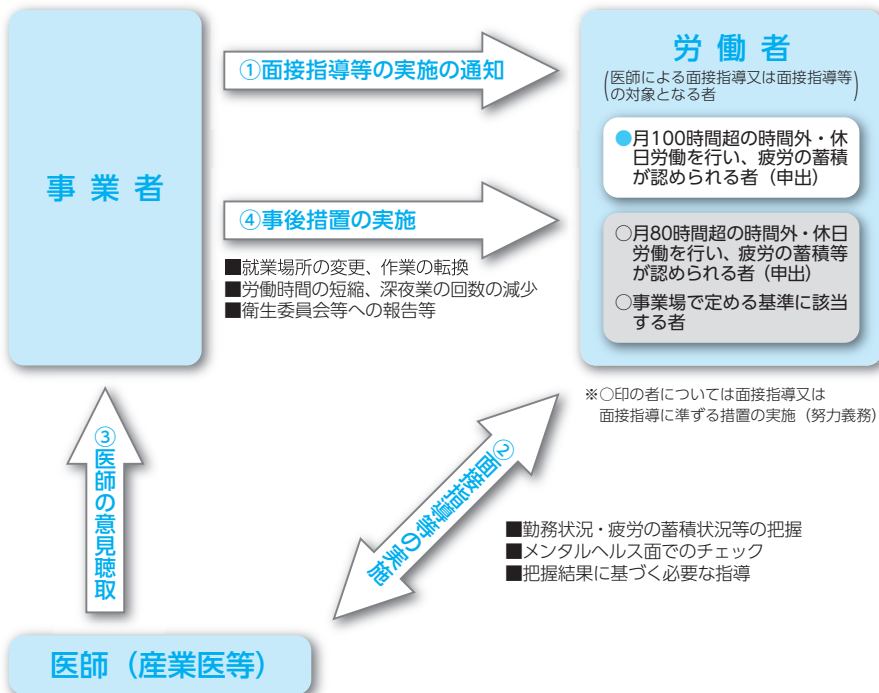 事業者
①面接指導等の実施の通知
④事後措置の実施
■就業場所の変更、作業の転換
■労働時間の短縮、深夜業の回数の減少
■衛生委員会等への報告等
労働者
(医師による面接指導又は面接指導等
の対象となる者)
●月100時間超の時間外・休
日労働を行い、疲労の蓄積
が認められる者（申出）
○月80時間超の時間外・休日
労働を行い、疲労の蓄積等
が認められる者（申出）
○事業場で定める基準に該当
する者
※○印の者については面接指導又は
面接指導に準ずる措置の実施（努力義務）
②面接指導等の実施
■勤務状況・疲労の蓄積状況等の把握
■メンタルヘルス面でのチェック
■把握結果に基づく必要な指導
③医師の意見聴取
医師（産業医等）